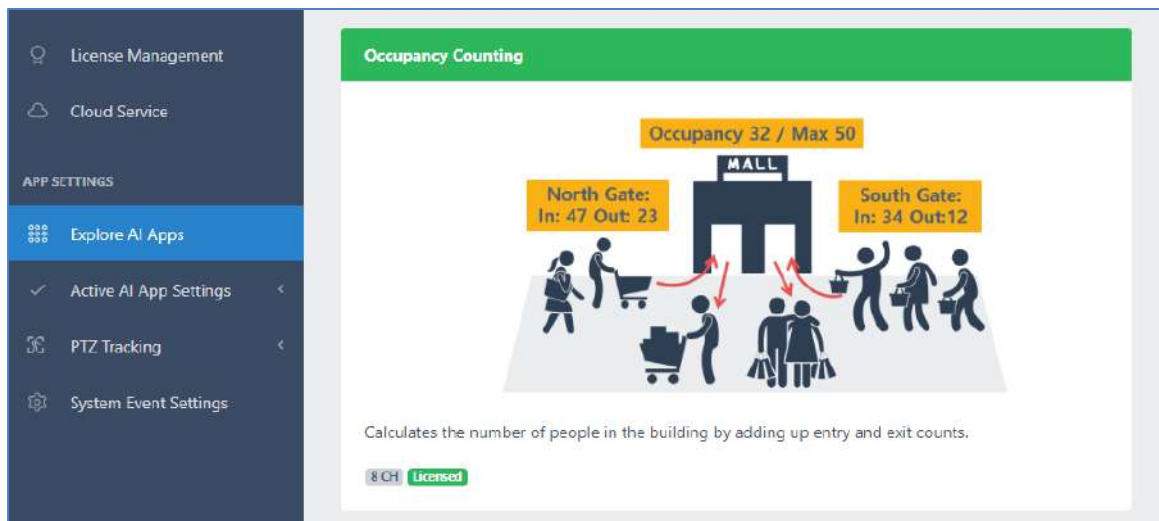 License Management
Cloud Service
APP SETTINGS
Explore AI Apps
Active AI App Settings
PTZ Tracking
System Event Settings
Occupancy Counting
Occupancy 32 / Max 50
MALL
North Gate:
In: 47 Out: 23
South Gate:
In: 34 Out:12
Calculates the number of people in the building by adding up entry and exit counts.
8 CH Licensed